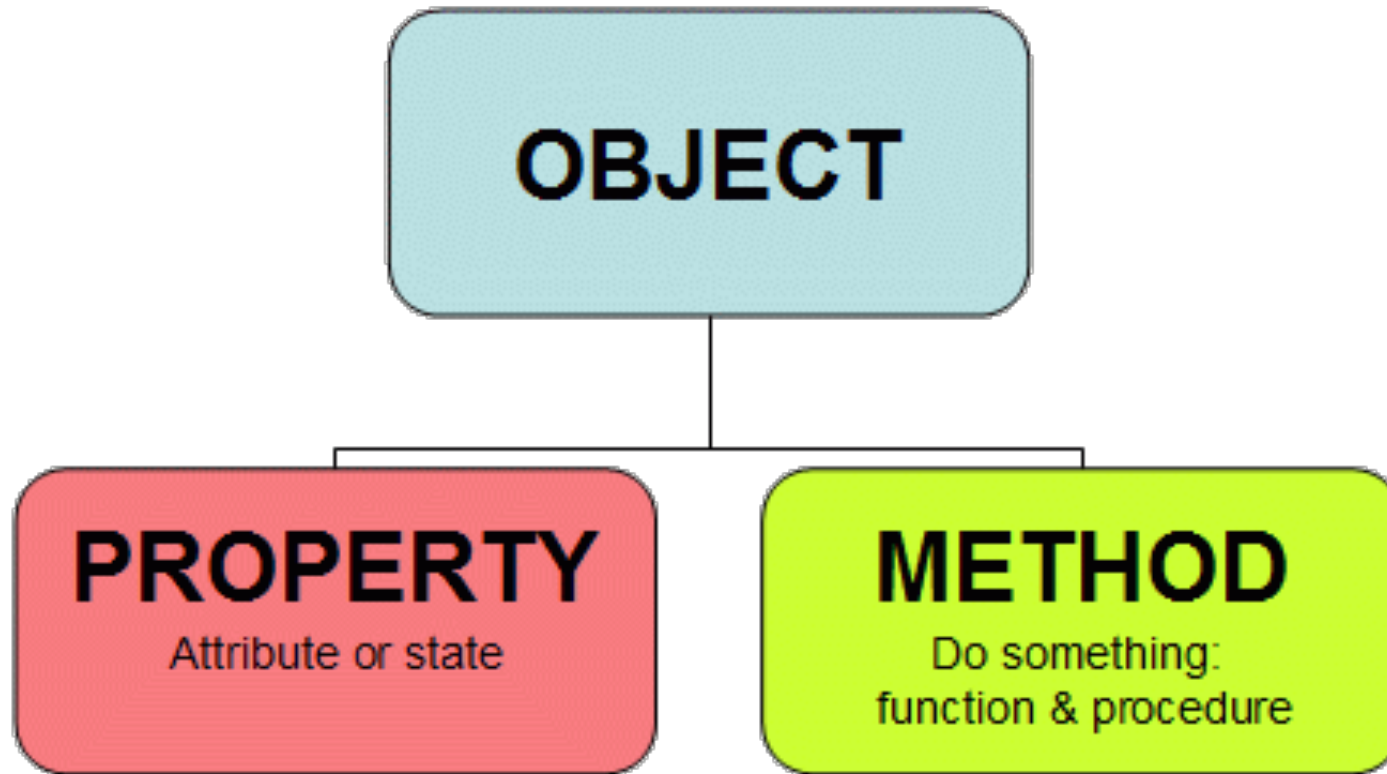 OBJECT
PROPERTY
Attribute or state
METHOD
Do something:
function & procedure